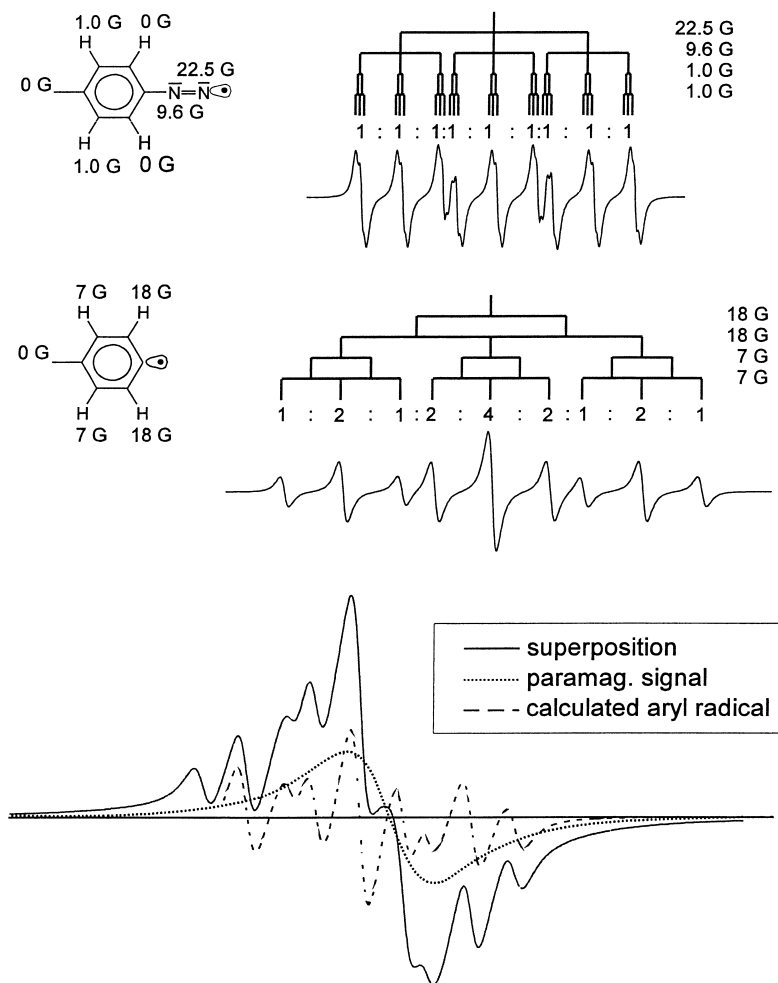 1.0 G 0 G
H H
22.5 G
0 G N=N
9.6 G
H H
1.0 G 0 G
22.5 G
9.6 G
1.0 G
1.0 G
1 : 1 : 1:1 : 1 : 1:1 : 1 : 1
7 G 18 G
H H
0 G
H H
7 G 18 G
18 G
18 G
7 G
7 G
1 : 2 : 1:2 : 4 : 2:1 : 2 : 1
superposition
paramag. signal
calculated aryl radical